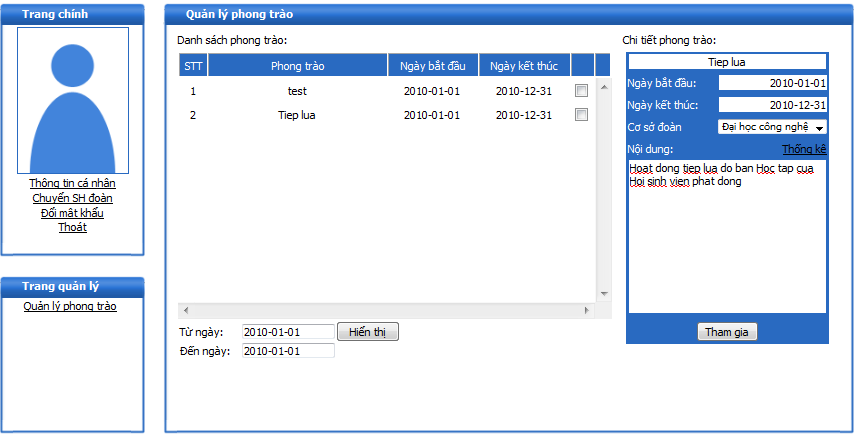 Trang chính
Thông tin cá nhân
Chuyển SH đoàn
Đổi mật khẩu
Thoát
Trang quản lý
Quản lý phong trào
Quản lý phong trào
Danh sách phong trào:
STT Phong trào Ngày bắt đầu Ngày kết thúc
1 test 2010-01-01 2010-12-31
2 Tiep lua 2010-01-01 2010-12-31
Từ ngày: 2010-01-01 Hiển thị
Đến ngày: 2010-01-01
Chi tiết phong trào:
Tiep lua
Ngày bắt đầu: 2010-01-01
Ngày kết thúc: 2010-12-31
Cơ sở đoàn Đại học công nghệ
Nội dung: Thống kê
Hoat dong tiep lua do ban Hoc tap cua
Hoi sinh vien phat dong
Tham gia